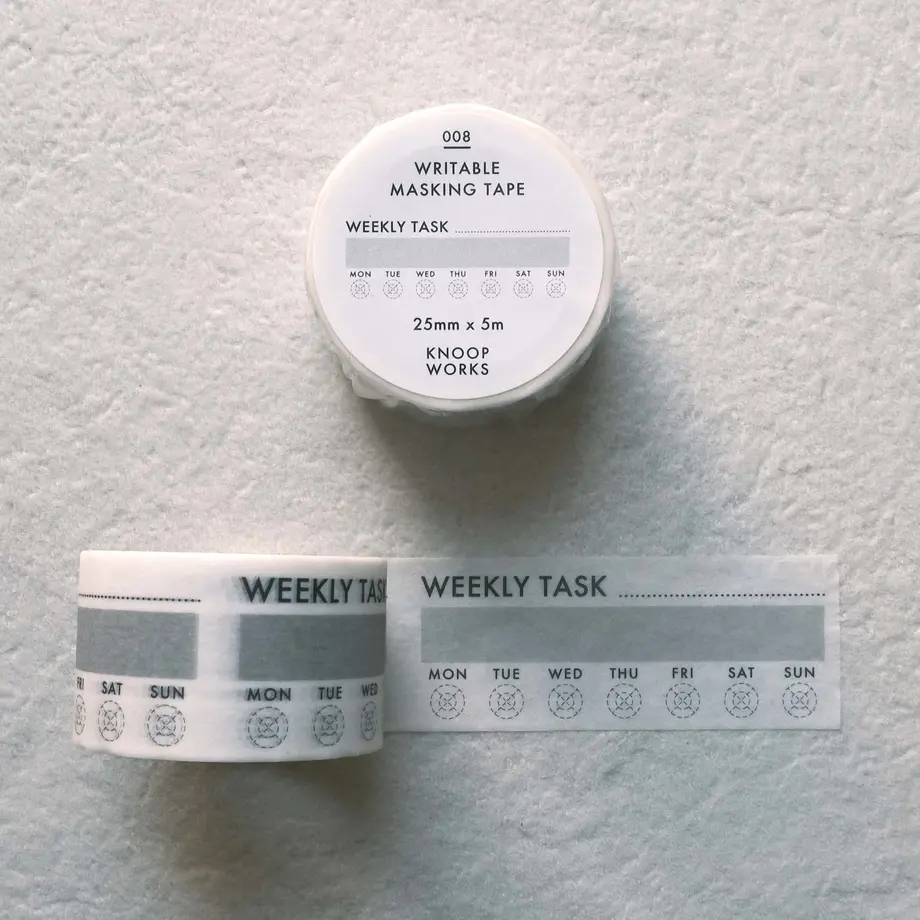 008
WRITABLE
MASKING TAPE
WEEKLY TASK
MON TUE WED THU FRI SAT SUN
25mm x 5m
KNOOP
WORKS
WEEKLY TASK
FRI SAT SUN MON TUE WED
WEEKLY TASK
MON TUE WED THU FRI SAT SUN